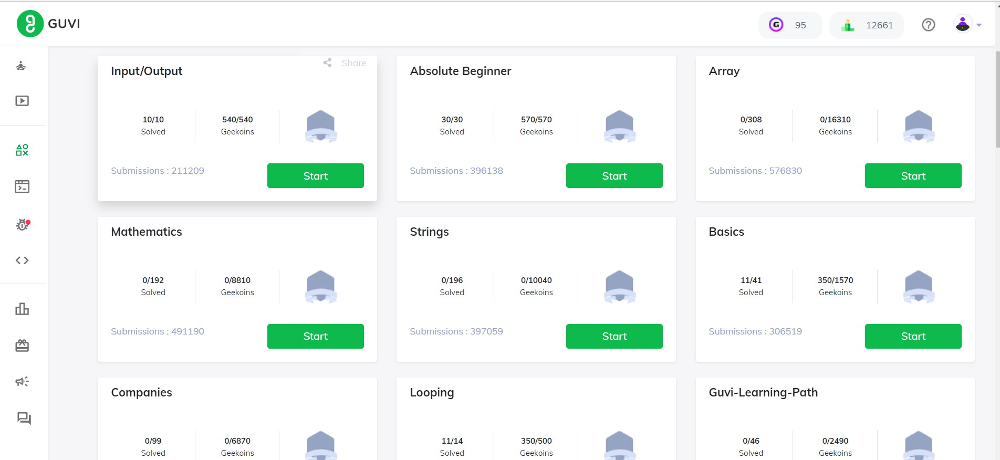 GUVI
G 95 12661
Share
Input/Output Absolute Beginner Array
10/10 540/540 30/30 570/570 0/308 0/16310
Solved Geekoins Solved Geekoins Solved Geekoins
Submissions : 211209 Start Submissions : 396138 Start Submissions : 576830 Start
Mathematics Strings Basics
0/192 0/8810 0/196 0/10040 11/41 350/1570
Solved Geekoins Solved Geekoins Solved Geekoins
Submissions : 491190 Start Submissions : 397059 Start Submissions : 306519 Start
Companies Looping Guvi-Learning-Path
0/99 0/6870 11/14 350/500 0/46 0/2490
Solved Geekoins Solved Geekoins Solved Geekoins